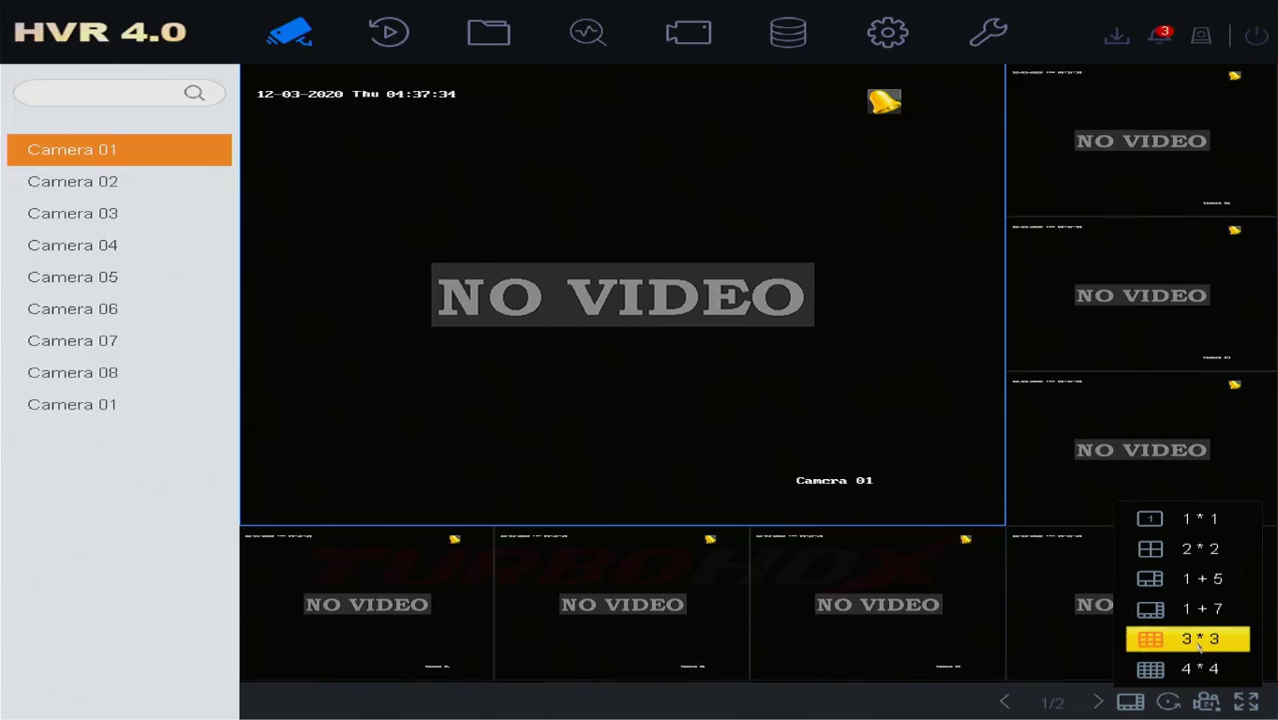 HVR 4.0
3
Camera 01
Camera 02
Camera 03
Camera 04
Camera 05
Camera 06
Camera 07
Camera 08
Camera 01
12-03-2020 Thu 04:37:34
NO VIDEO
Camera 01
NO VIDEO
NO VIDEO
NO VIDEO
TURBOHDX
NO VIDEO
NO VIDEO
NO VIDEO
NO
1 * 1
2 * 2
1 + 5
1 + 7
3 * 3
4 * 4
1/2